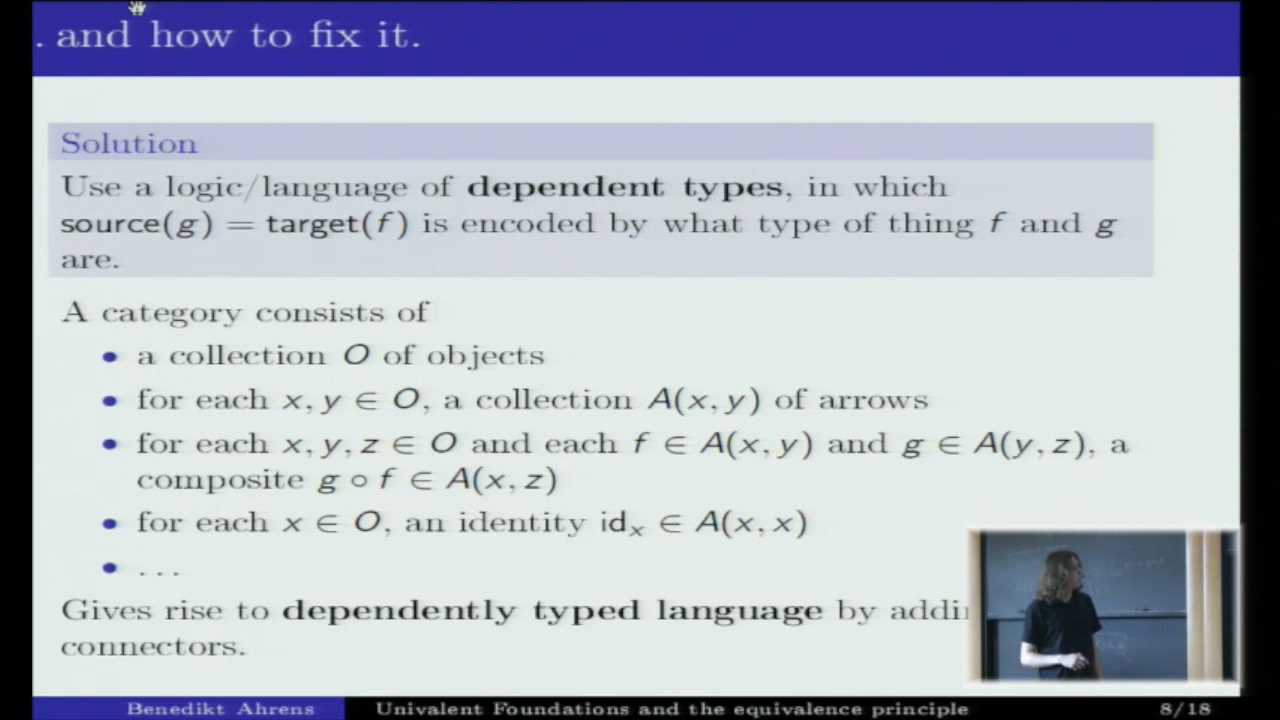 . and how to fix it.
Solution
Use a logic/language of dependent types, in which
source(g) = target(f) is encoded by what type of thing f and g
are.
A category consists of
• a collection O of objects
• for each x, y ∈ O, a collection A(x, y) of arrows
• for each x, y, z ∈ O and each f ∈ A(x, y) and g ∈ A(y, z), a
composite g ∘ f ∈ A(x, z)
• for each x ∈ O, an identity idₓ ∈ A(x, x)
• . . .
Gives rise to dependently typed language by
connectors.
Benedikt Ahrens Univalent Foundations and the equivalence principle 8/18